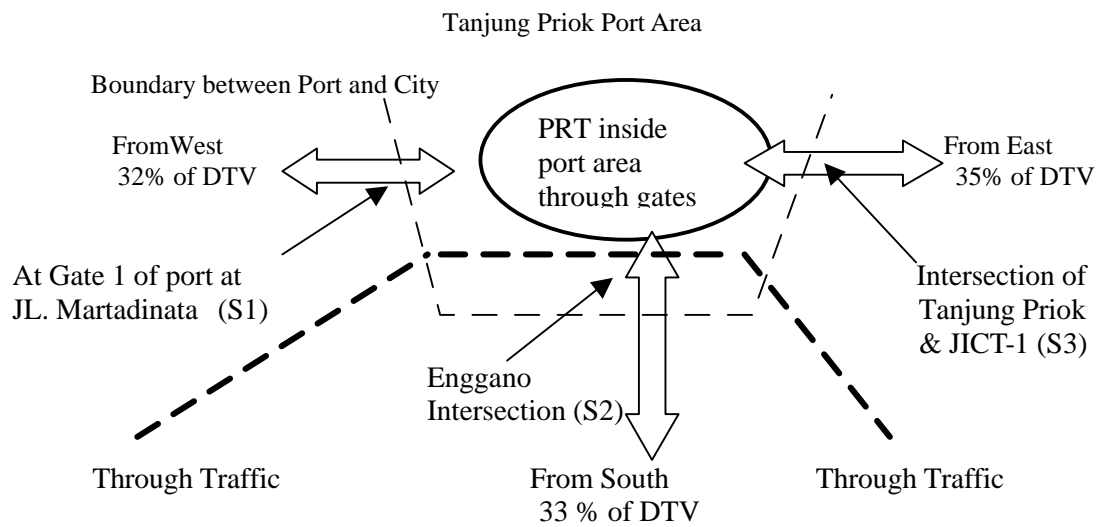 Tanjung Priok Port Area
Boundary between Port and City
FromWest
32% of DTV
PRT inside
port area
through gates
From East
35% of DTV
At Gate 1 of port at
JL. Martadinata (S1)
Intersection of
Tanjung Priok
& JICT-1 (S3)
Enggano
Intersection (S2)
Through Traffic
From South
33 % of DTV
Through Traffic